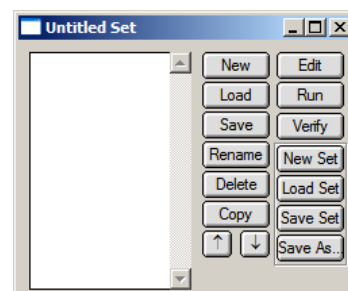 Untitled Set
New Edit
Load Run
Save Verify
Rename New Set
Delete Load Set
Copy Save Set
↑ ↓ Save As..